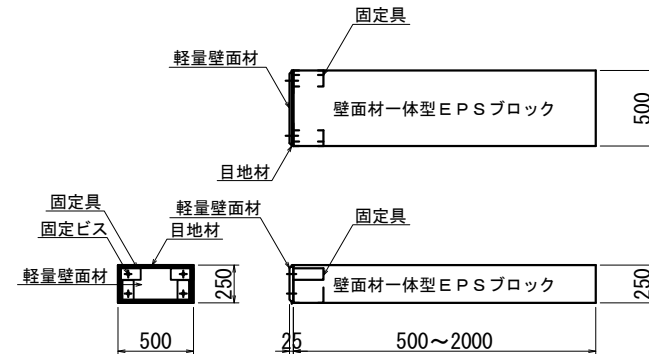 固定具
軽量壁面材
壁面材一体型ＥＰＳブロック
500
目地材
固定具
軽量壁面材
固定具
固定ビス
目地材
軽量壁面材
壁面材一体型ＥＰＳブロック
250
250
500
25
500～2000